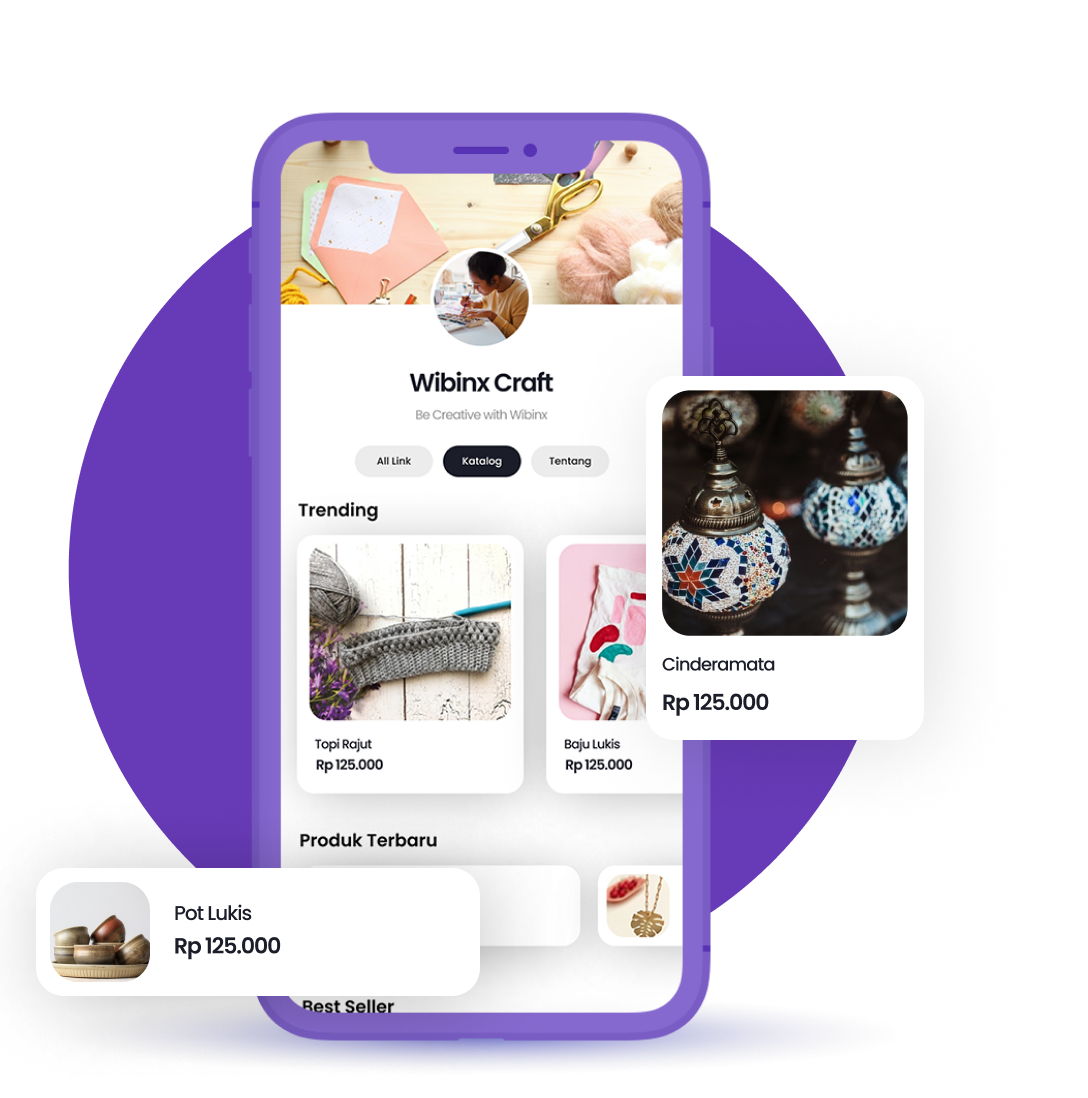 Wibinx Craft
Be Creative with Wibinx
All Link
Katalog
Tentang
Trending
Topi Rajut
Rp 125.000
Baju Lukis
Rp 125.000
Cinderamata
Rp 125.000
Produk Terbaru
Pot Lukis
Rp 125.000
Best Seller